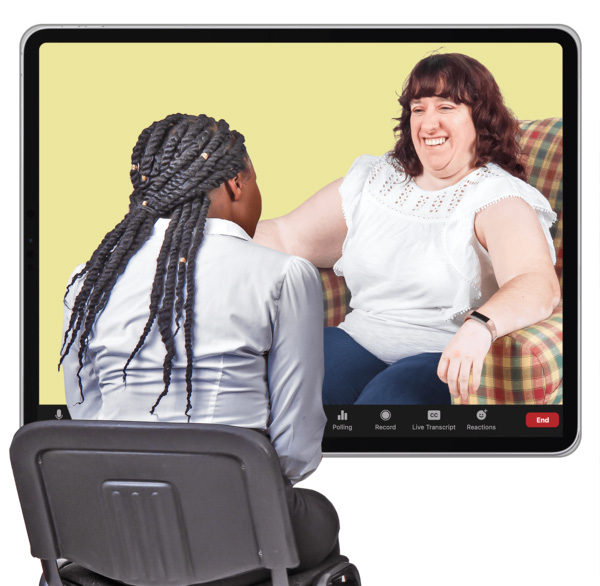 Polling
Record
CC
Live Transcript
Reactions
End